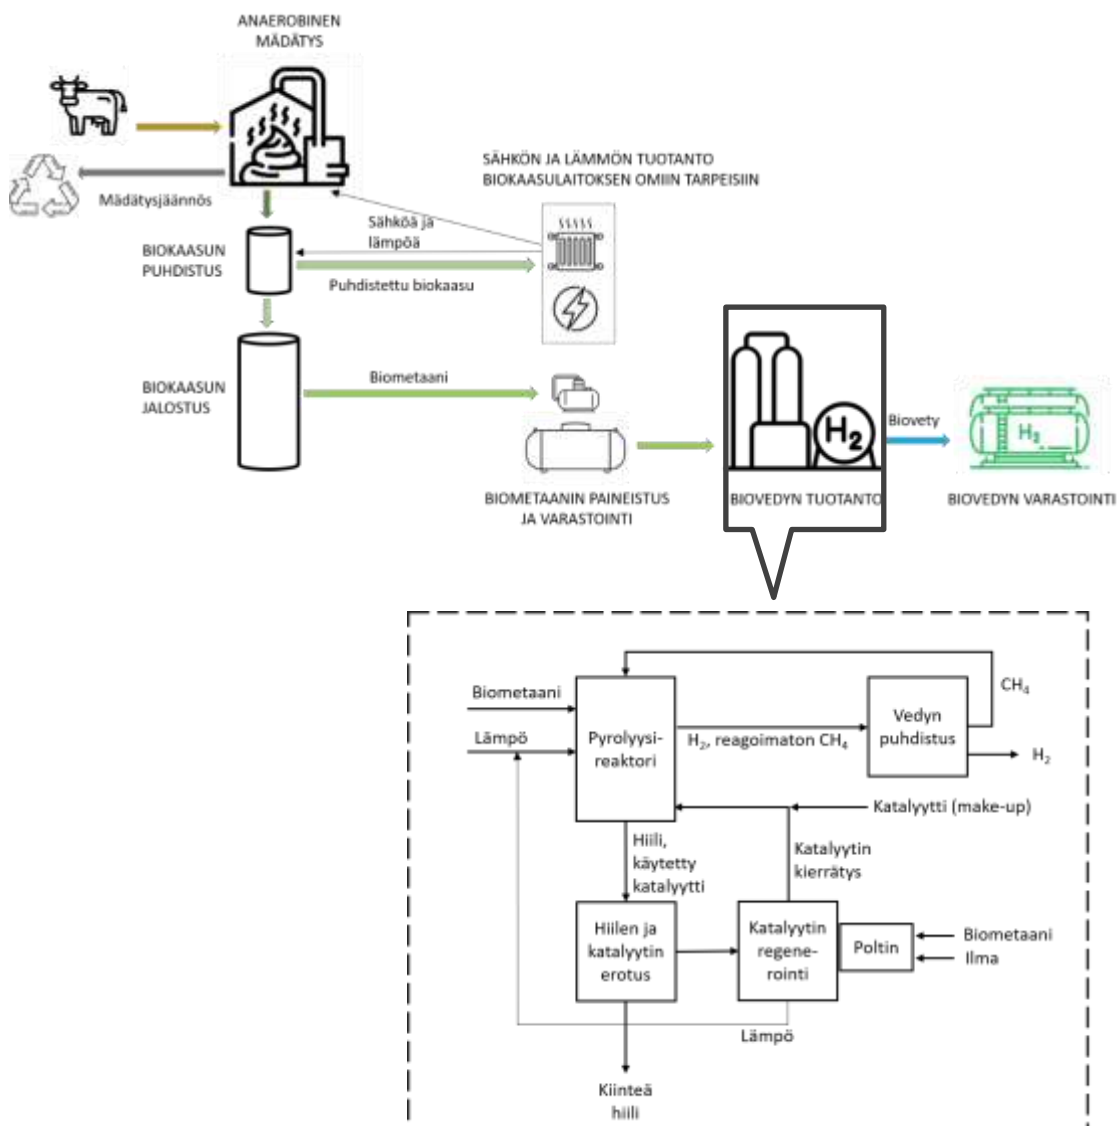 ANAEROBINEN
MÄDÄTYS
Mädätysjäännös
SÄHKÖN JA LÄMMÖN TUOTANTO
BIOKAASULAITOKSEN OMIIN TARPEISIIN
Sähköä ja
lämpöä
BIOKAASUN
PUHDISTUS
Puhdistettu biokaasu
BIOKAASUN
JALOSTUS
Biometaani
BIOMETAANIN PAINEISTUS
JA VARASTOINTI
H₂
BIOVEDYN TUOTANTO
Biovety
H₂
BIOVEDYN VARASTOINTI
Biometaani
Lämpö
Pyrolyysi-
reaktori
H₂, reagoimaton CH₄
Vedyn
puhdistus
CH₄
H₂
Katalyytti (make-up)
Hiili,
käytetty
katalyytti
Katalyytin
kierrätys
Hiilen ja
katalyytin
erotus
Katalyytin
regene-
rointi
Poltin
Biometaani
Ilma
Lämpö
Kiinteä
hiili